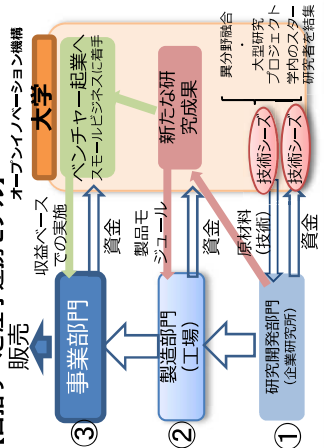 オープンイノベーション機構
大学
異分野融合
・
大型研究
プロジェクト
学内のスター
研究者を結集
ベンチャー起業へ
スモールビジネスに着手
新たな研
究成果
技術シーズ
技術シーズ
収益ベース
での実施
資金
製品モ
ジュール
資金
原材料
(技術)
資金
販売
事業部門
製造部門
(工場)
研究開発部門
(企業研究所)
③
②
①